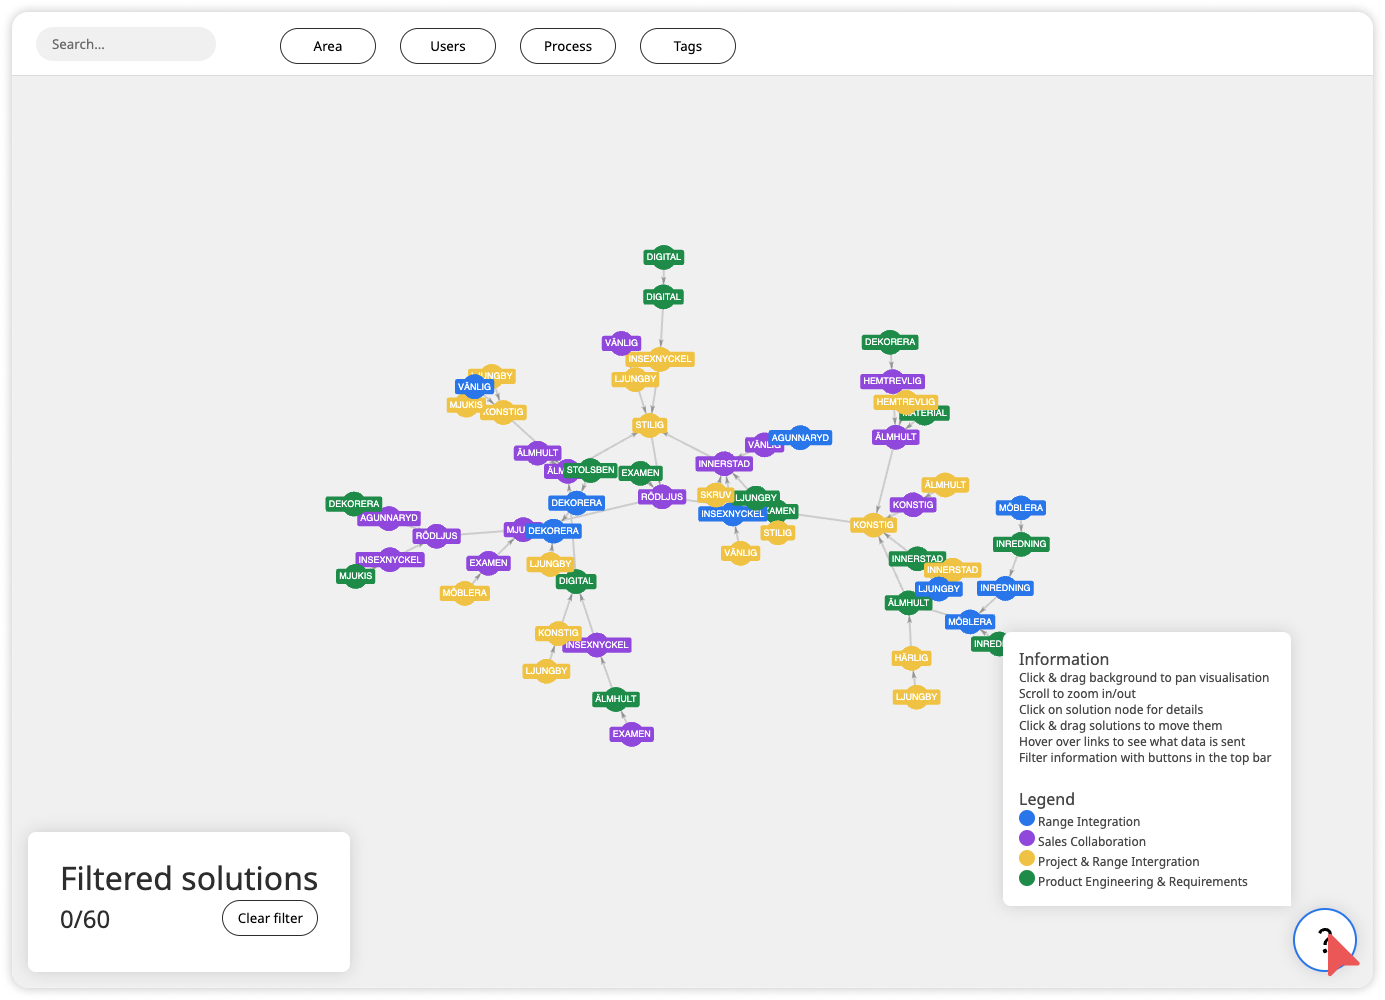 Search...
Area
Users
Process
Tags
DIGITAL
DIGITAL
VÄNLIG
INSEXNYCKEL
LJUNGBY
STILIG
DEKORERA
HEMTREVLIG
HEMTREVLIG
MATERIAL
ÄLMHULT
LJUNGBY
VÄNLIG
MJUKIS
KONSTIG
ÄLMHULT
STOLSBEN
EXAMEN
RÖDLJUS
DEKORERA
INNERSTAD
VÄNLIG
AGUNNARYD
SKRUV
LJUNGBY
INSEXNYCKEL
STILIG
VÄNLIG
KONSTIG
ÄLMHULT
KONSTIG
MÖBLERA
INREDNING
DEKORERA
AGUNNARYD
RÖDLJUS
DEKORERA
INSEXNYCKEL
MJUKIS
EXAMEN
MÖBLERA
LJUNGBY
DIGITAL
INNERSTAD
INNERSTAD
LJUNGBY
INREDNING
ÄLMHULT
MÖBLERA
KONSTIG
INSEXNYCKEL
LJUNGBY
ÄLMHULT
EXAMEN
HÄRLIG
LJUNGBY
Information
Click & drag background to pan visualisation
Scroll to zoom in/out
Click on solution node for details
Click & drag solutions to move them
Hover over links to see what data is sent
Filter information with buttons in the top bar
Legend
Range Integration
Sales Collaboration
Project & Range Intergration
Product Engineering & Requirements
Filtered solutions
0/60
Clear filter
?